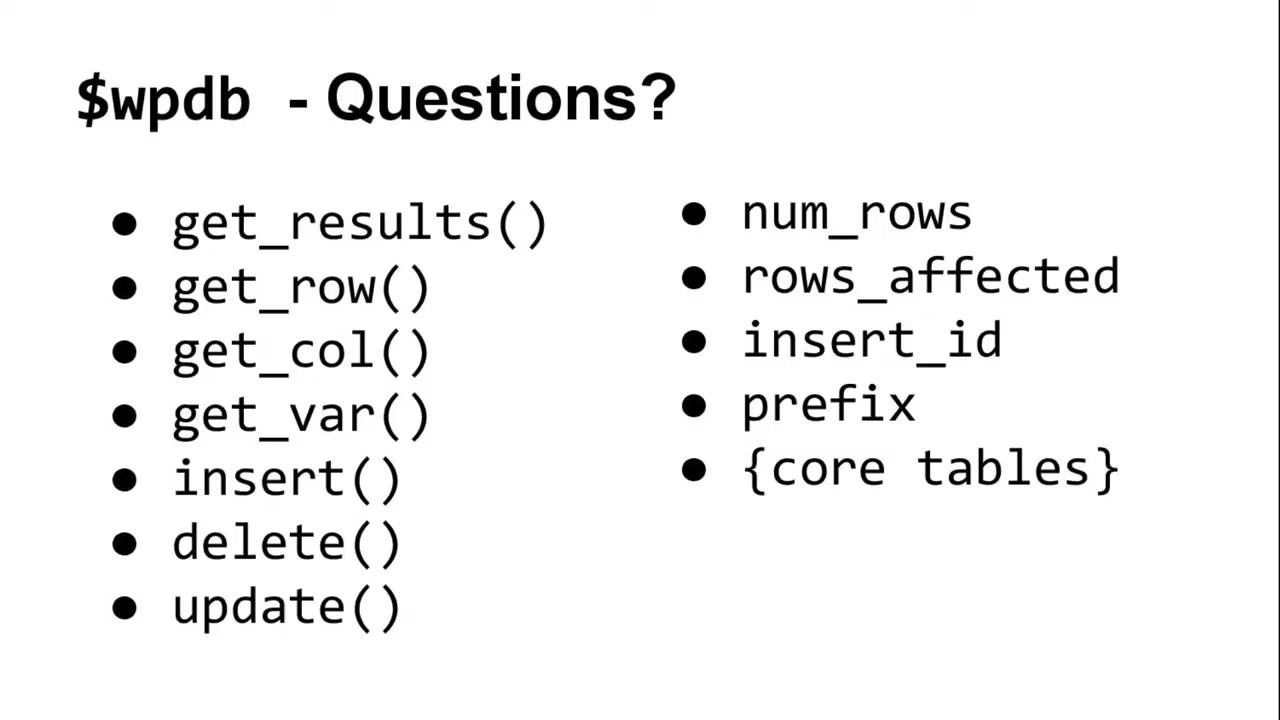 $wpdb - Questions?
● get_results()
● get_row()
● get_col()
● get_var()
● insert()
● delete()
● update()
● num_rows
● rows_affected
● insert_id
● prefix
● {core tables}